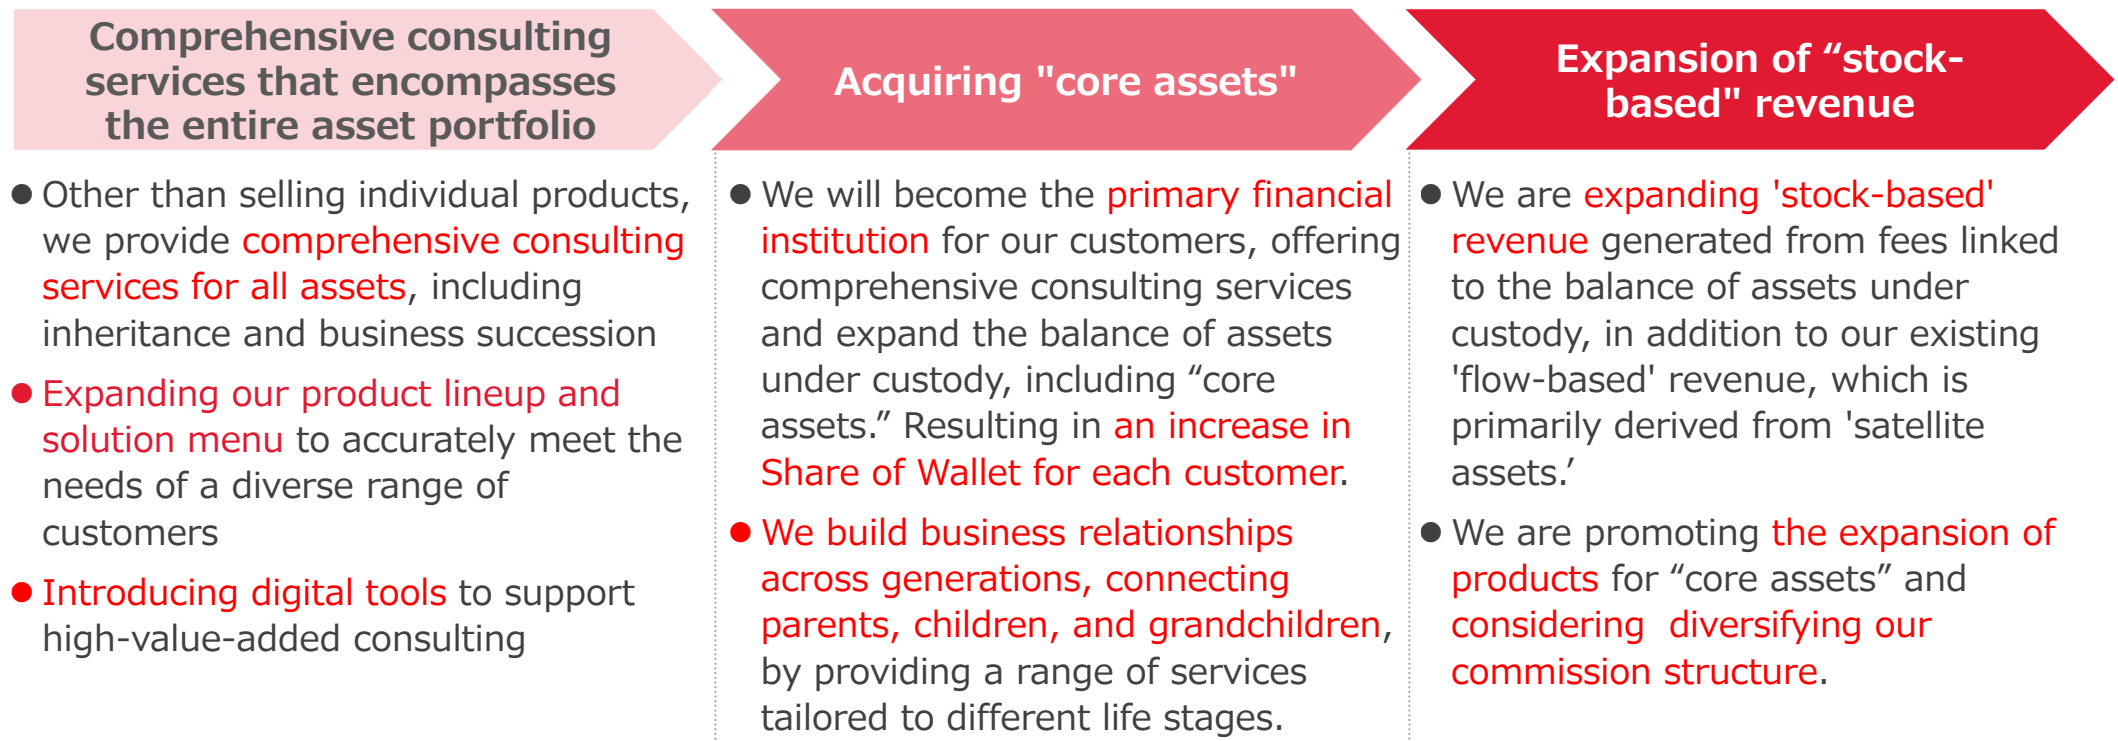 Comprehensive consulting
services that encompasses
the entire asset portfolio
● Other than selling individual products,
we provide comprehensive consulting
services for all assets, including
inheritance and business succession
● Expanding our product lineup and
solution menu to accurately meet the
needs of a diverse range of
customers
● Introducing digital tools to support
high-value-added consulting
Acquiring "core assets"
● We will become the primary financial
institution for our customers, offering
comprehensive consulting services
and expand the balance of assets
under custody, including “core
assets.” Resulting in an increase in
Share of Wallet for each customer.
● We build business relationships
across generations, connecting
parents, children, and grandchildren,
by providing a range of services
tailored to different life stages.
Expansion of “stock-
based" revenue
● We are expanding 'stock-based'
revenue generated from fees linked
to the balance of assets under
custody, in addition to our existing
'flow-based' revenue, which is
primarily derived from 'satellite
assets.’
● We are promoting the expansion of
products for “core assets” and
considering  diversifying our
commission structure.